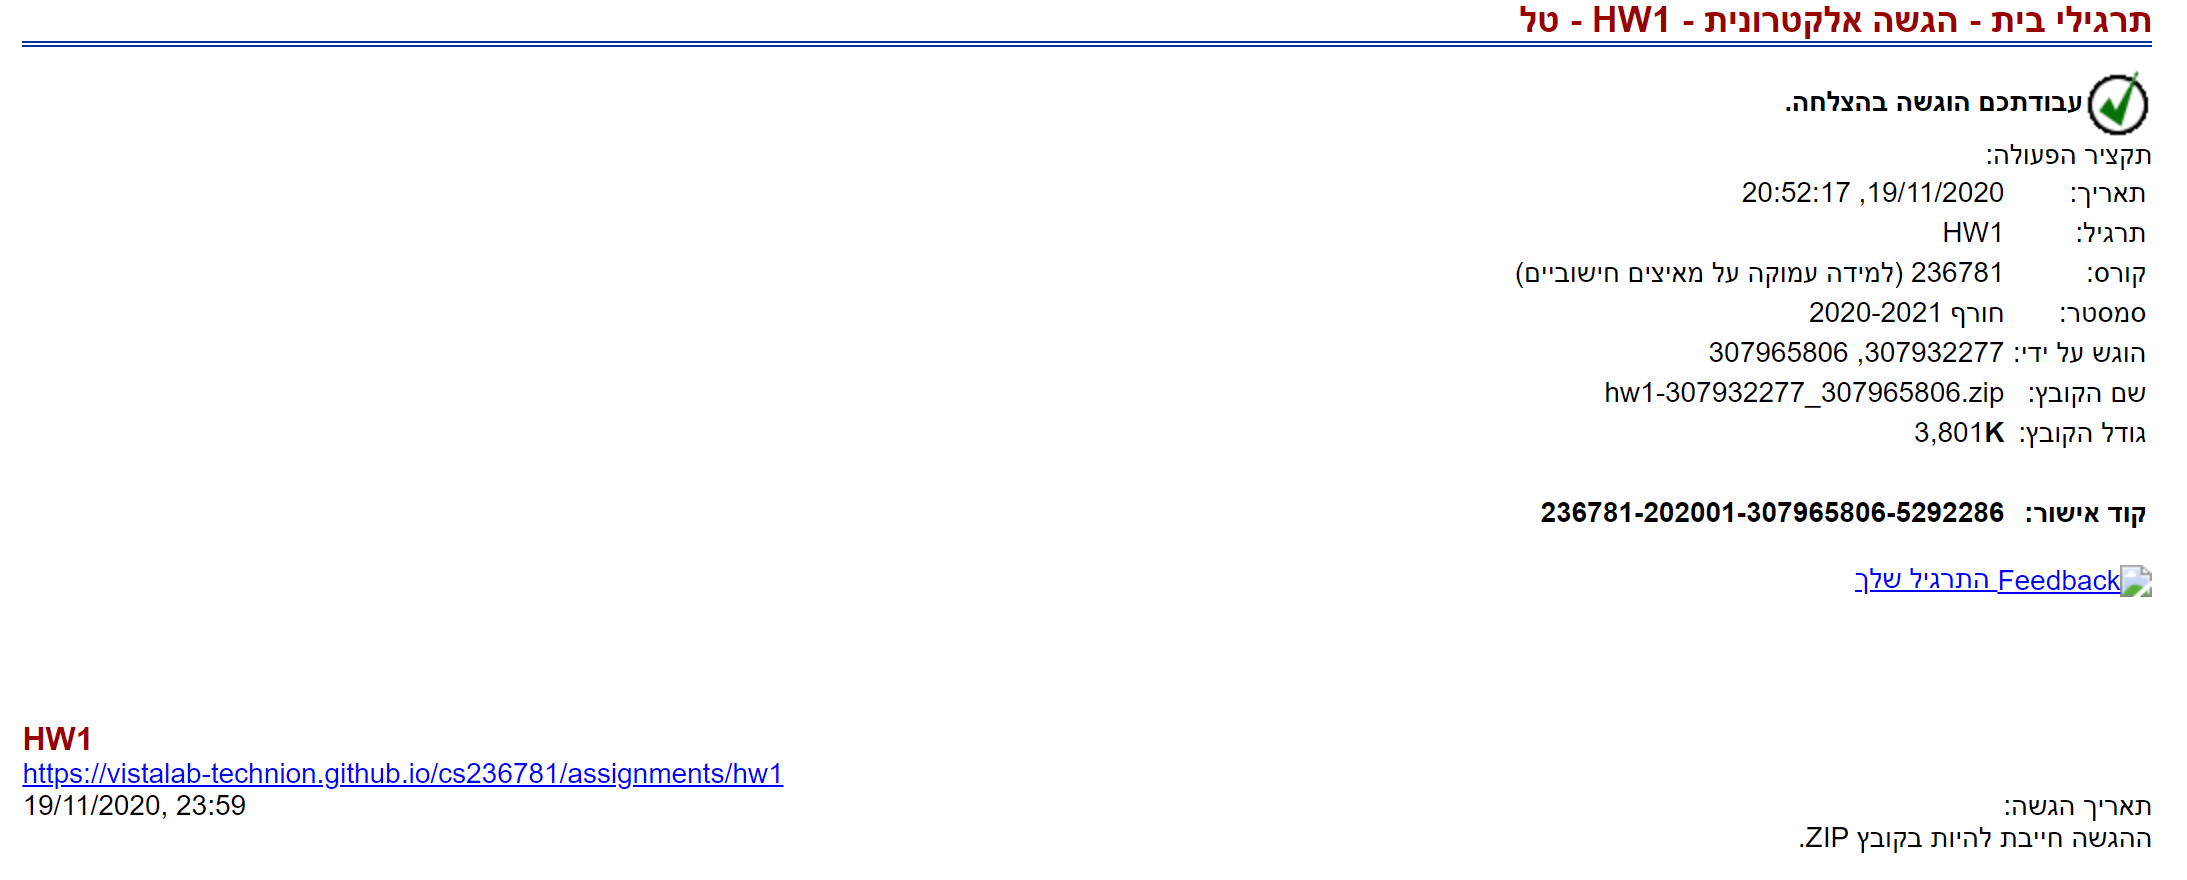 תרגילי בית - הגשה אלקטרונית - HW1 - טל
עבודתכם הוגשה בהצלחה.
תקציר הפעולה:
תאריך: 19/11/2020, 20:52:17
תרגיל: HW1
קורס: 236781 (למידה עמוקה על מאיצים חישוביים)
סמסטר: חורף 2020-2021
הוגש על ידי: 307932277, 307965806
שם הקובץ: hw1-307932277_307965806.zip
גודל הקובץ: 3,801K
קוד אישור: 236781-202001-307965806-5292286
Feedback התרגיל שלך
HW1
https://vistalab-technion.github.io/cs236781/assignments/hw1
תאריך הגשה: 19/11/2020, 23:59
ההגשה חייבת להיות בקובץ ZIP.